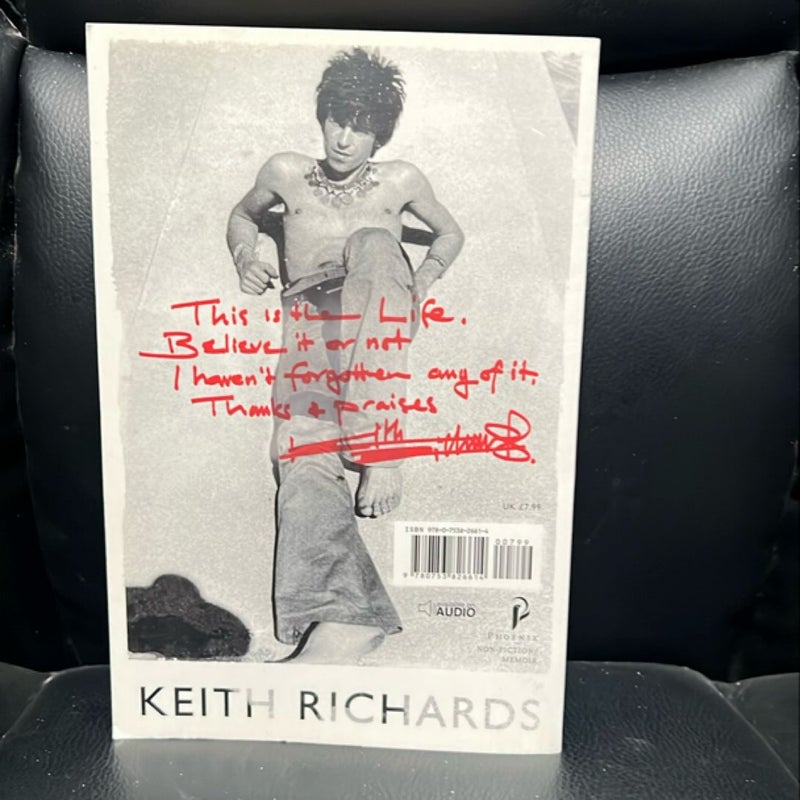 This is the Life.
Believe it or not
I haven't forgotten any of it.
Thanks & praises
UK £7.99
ISBN 978-0-7538-2661-4
00799
9 780753 826614
AUDIO
PHOENIX
NON-FICTION/
MEMOIR
KEITH RICHARDS